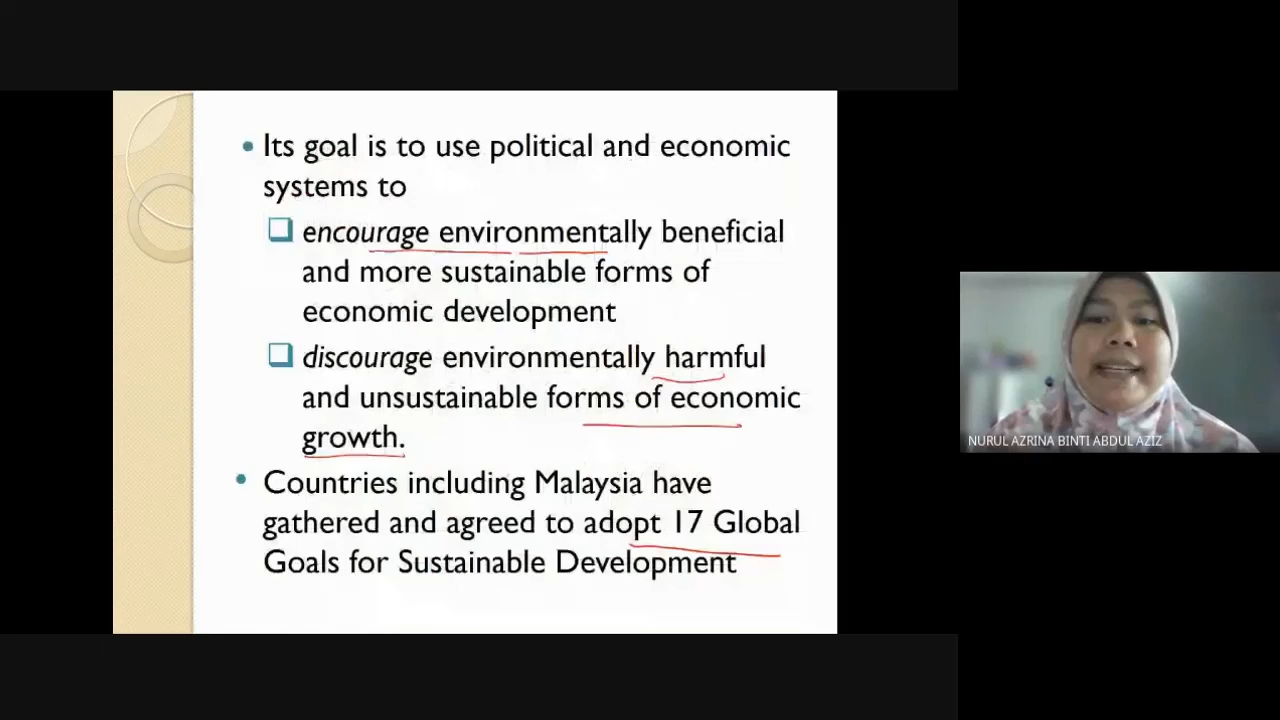 Its goal is to use political and economic
systems to
encourage environmentally beneficial
and more sustainable forms of
economic development
discourage environmentally harmful
and unsustainable forms of economic
growth.
Countries including Malaysia have
gathered and agreed to adopt 17 Global
Goals for Sustainable Development
NURUL AZRINA BINTI ABDUL AZIZ